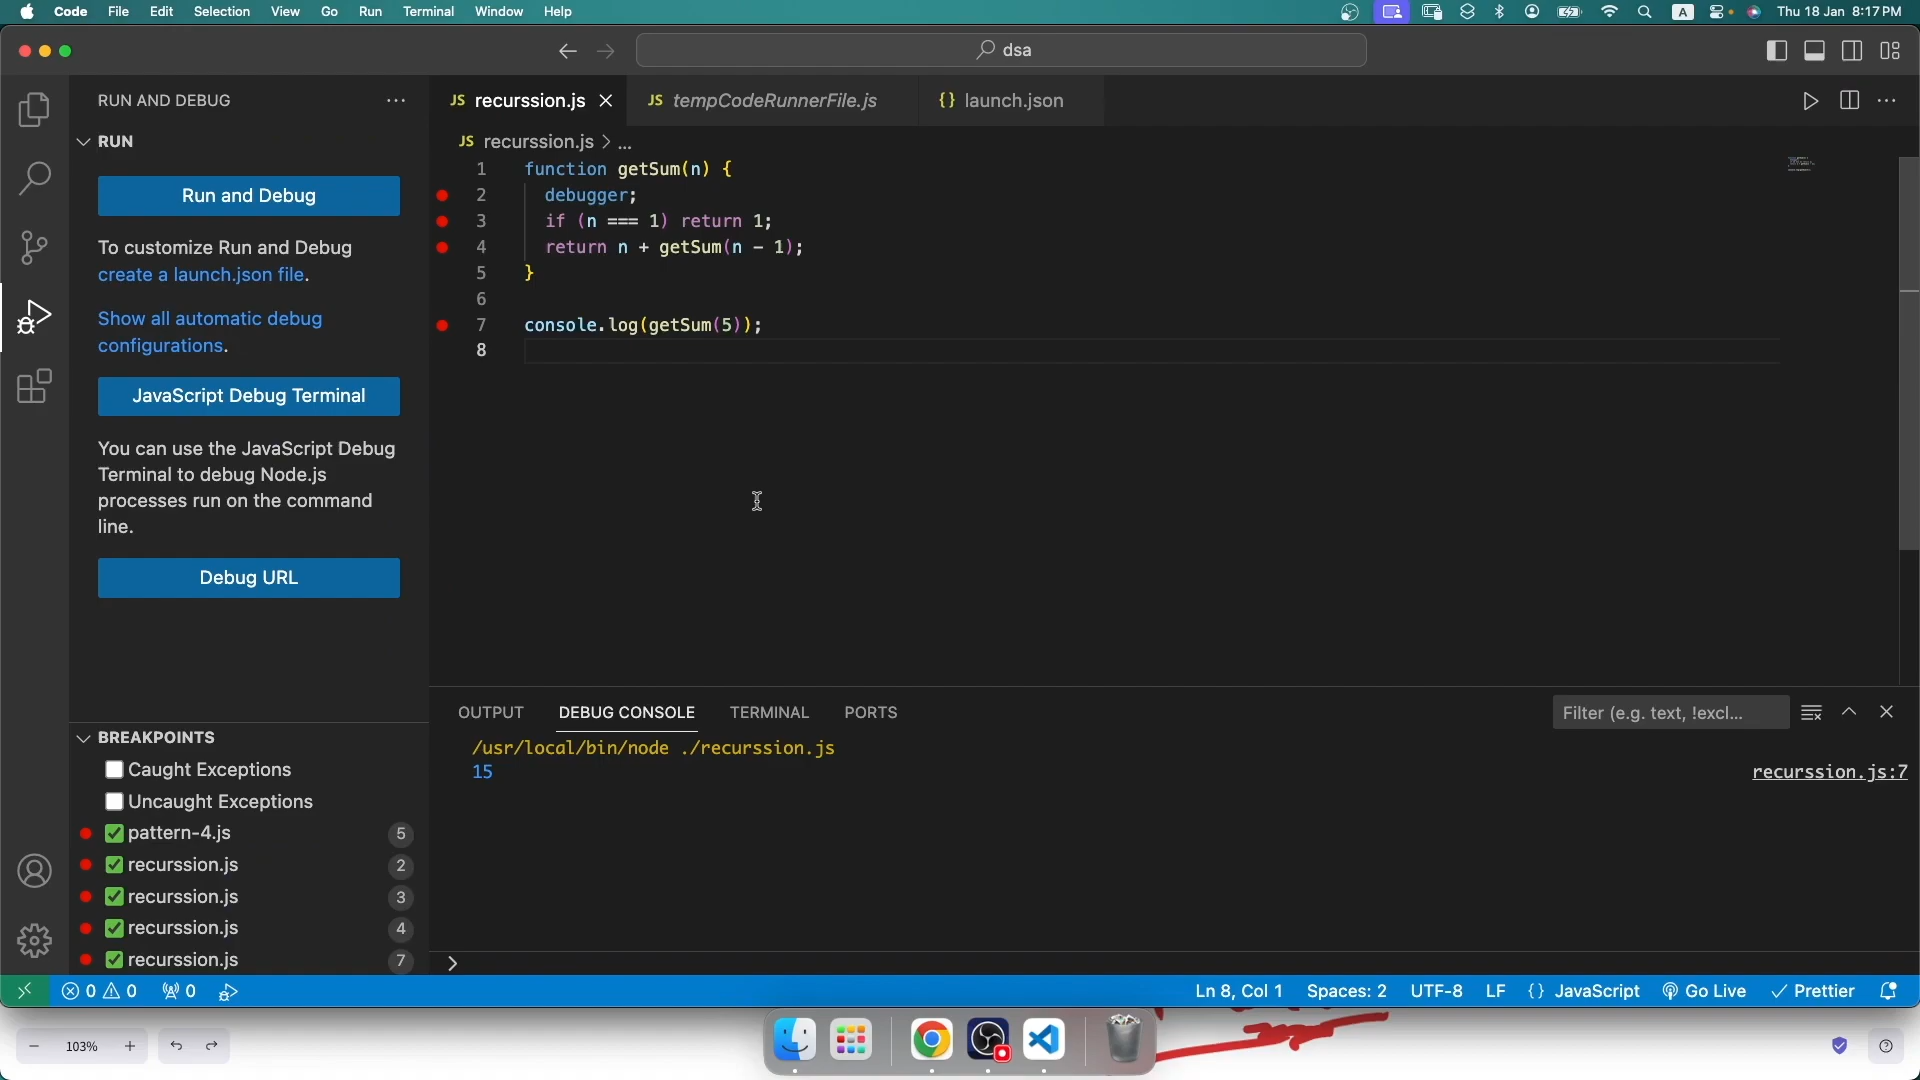 Code File Edit Selection View Go Run Terminal Window Help
A Thu 18 Jan 8:17 PM
dsa
RUN AND DEBUG
JS recurssion.js
JS tempCodeRunnerFile.js
{} launch.json
RUN
JS recurssion.js > ...
Run and Debug
To customize Run and Debug
create a launch.json file.
Show all automatic debug
configurations.
JavaScript Debug Terminal
You can use the JavaScript Debug
Terminal to debug Node.js
processes run on the command
line.
Debug URL
1 function getSum(n) {
2 debugger;
3 if (n === 1) return 1;
4 return n + getSum(n - 1);
5 }
6
7 console.log(getSum(5));
8
BREAKPOINTS
Caught Exceptions
Uncaught Exceptions
pattern-4.js 5
recurssion.js 2
recurssion.js 3
recurssion.js 4
recurssion.js 7
OUTPUT DEBUG CONSOLE TERMINAL PORTS
Filter (e.g. text, !excl...
/usr/local/bin/node ./recurssion.js
15 recurssion.js:7
0 0 0
Ln 8, Col 1 Spaces: 2 UTF-8 LF {} JavaScript Go Live Prettier
103%